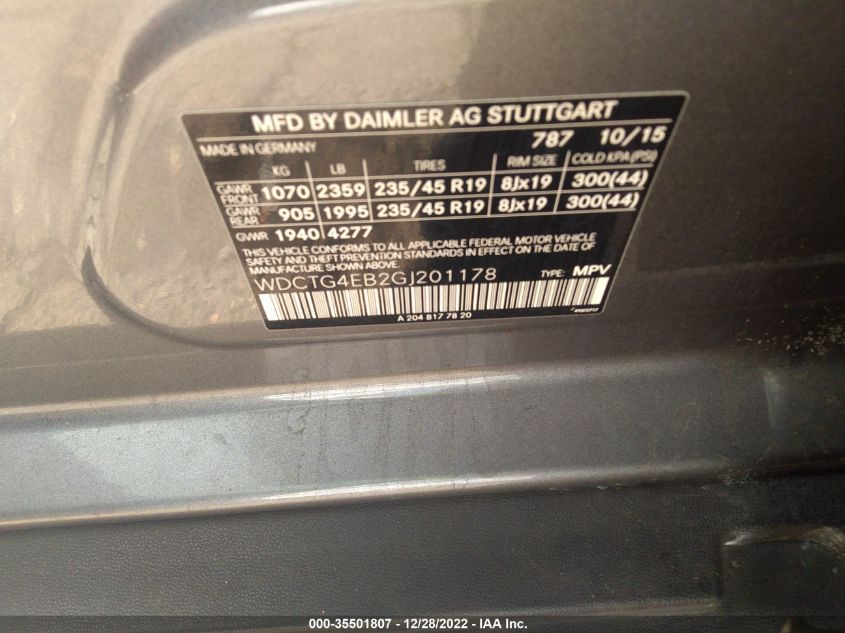 MFD BY DAIMLER AG STUTTGART
MADE IN GERMANY 787 10/15
KG LB TIRES RIM SIZE COLD KPA(PSI)
GAWR FRONT 1070 2359 235/45 R19 8Jx19 300(44)
GAWR REAR 905 1995 235/45 R19 8Jx19 300(44)
GVWR 1940 4277
THIS VEHICLE CONFORMS TO ALL APPLICABLE FEDERAL MOTOR VEHICLE
SAFETY AND THEFT PREVENTION STANDARDS IN EFFECT ON THE DATE OF
MANUFACTURE SHOWN ABOVE.
WDCTG4EB2GJ201178 TYPE: MPV
A 204 817 78 20
000-35501807 - 12/28/2022 - IAA Inc.